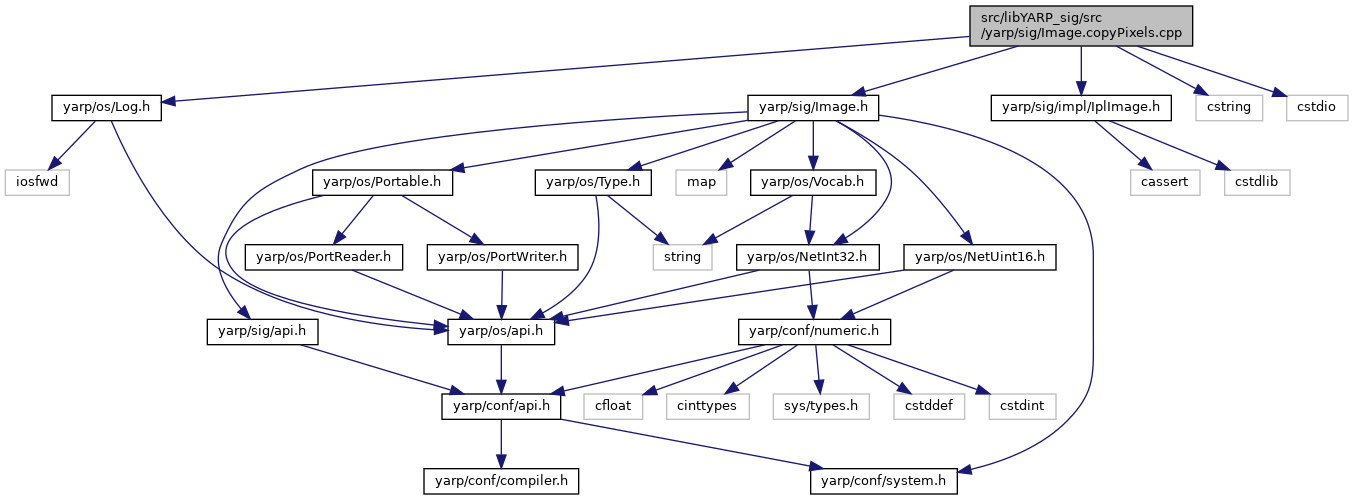 src/libYARP_sig/src
/yarp/sig/Image.copyPixels.cpp
yarp/os/Log.h
yarp/sig/Image.h
yarp/sig/impl/IplImage.h
cstring
cstdio
iosfwd
yarp/os/Portable.h
yarp/os/Type.h
map
yarp/os/Vocab.h
cassert
cstdlib
yarp/os/PortReader.h
yarp/os/PortWriter.h
string
yarp/os/NetInt32.h
yarp/os/NetUint16.h
yarp/sig/api.h
yarp/os/api.h
yarp/conf/numeric.h
yarp/conf/api.h
cfloat
cinttypes
sys/types.h
cstddef
cstdint
yarp/conf/compiler.h
yarp/conf/system.h